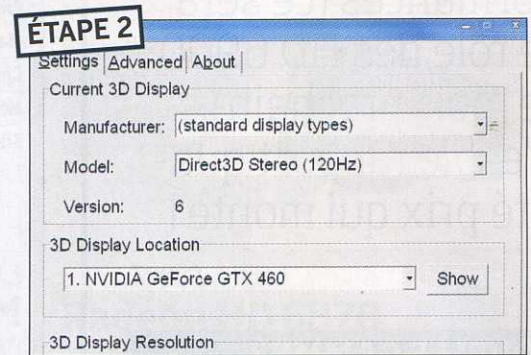 ÉTAPE 2
Settings Advanced About
Current 3D Display
Manufacturer: (standard display types)
Model: Direct3D Stereo (120Hz)
Version: 6
3D Display Location
1. NVIDIA GeForce GTX 460 Show
3D Display Resolution